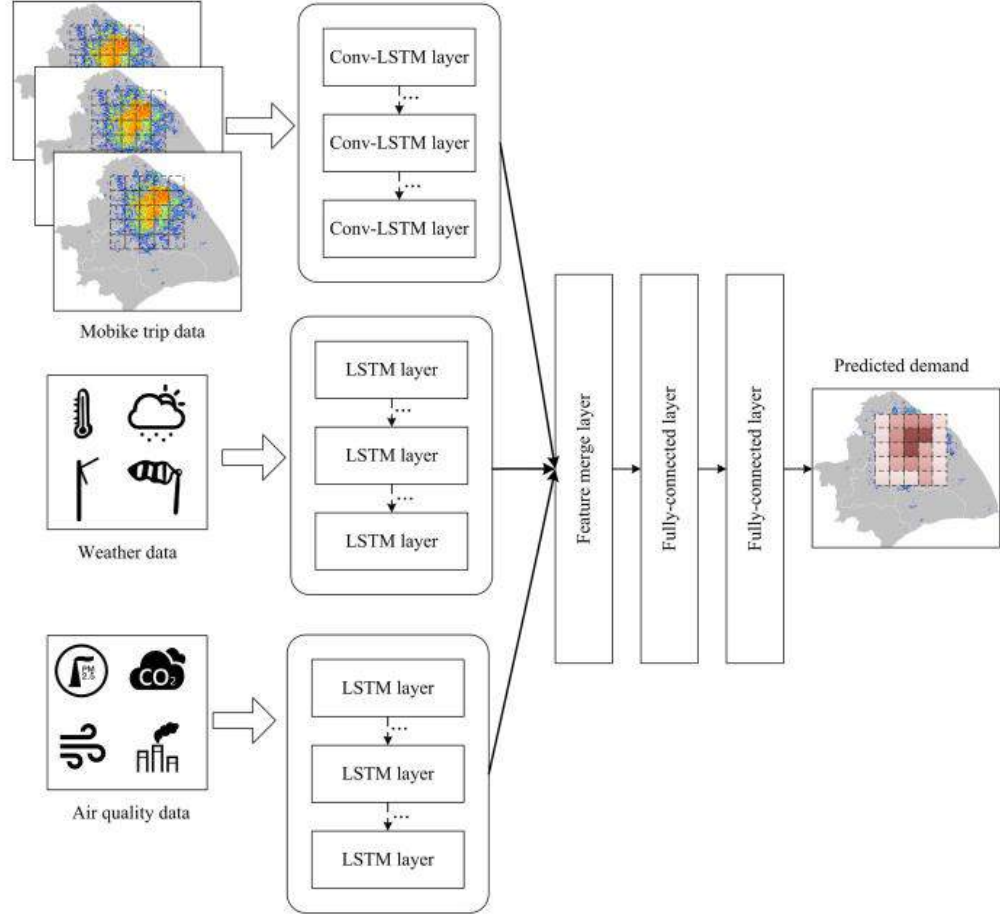 Conv-LSTM layer
...
Conv-LSTM layer
...
Conv-LSTM layer
Mobike trip data
LSTM layer
...
LSTM layer
...
LSTM layer
Weather data
PM
2.5
CO2
LSTM layer
...
LSTM layer
...
LSTM layer
Air quality data
Feature merge layer
Fully-connected layer
Fully-connected layer
Predicted demand